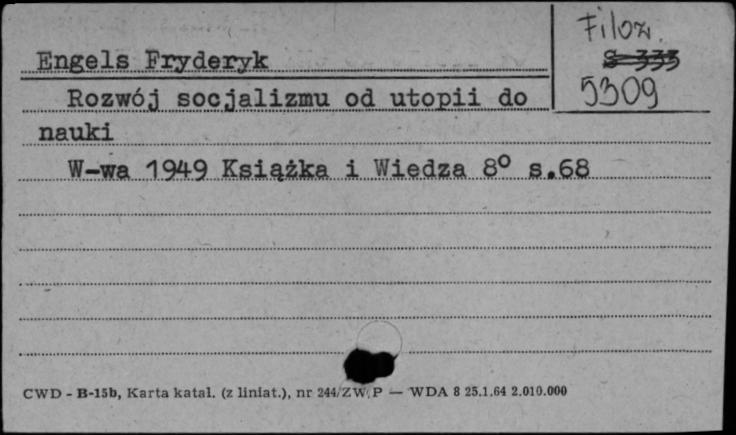 Filoz.
Engels Fryderyk
S-333
Rozwój socjalizmu od utopii do
5309
nauki
W-wa 1949 Książka i Wiedza 8° s.68
CWD - B-15b, Karta katal. (z liniat.), nr 244/ZW/P — WDA 8 25.1.64 2.010.000